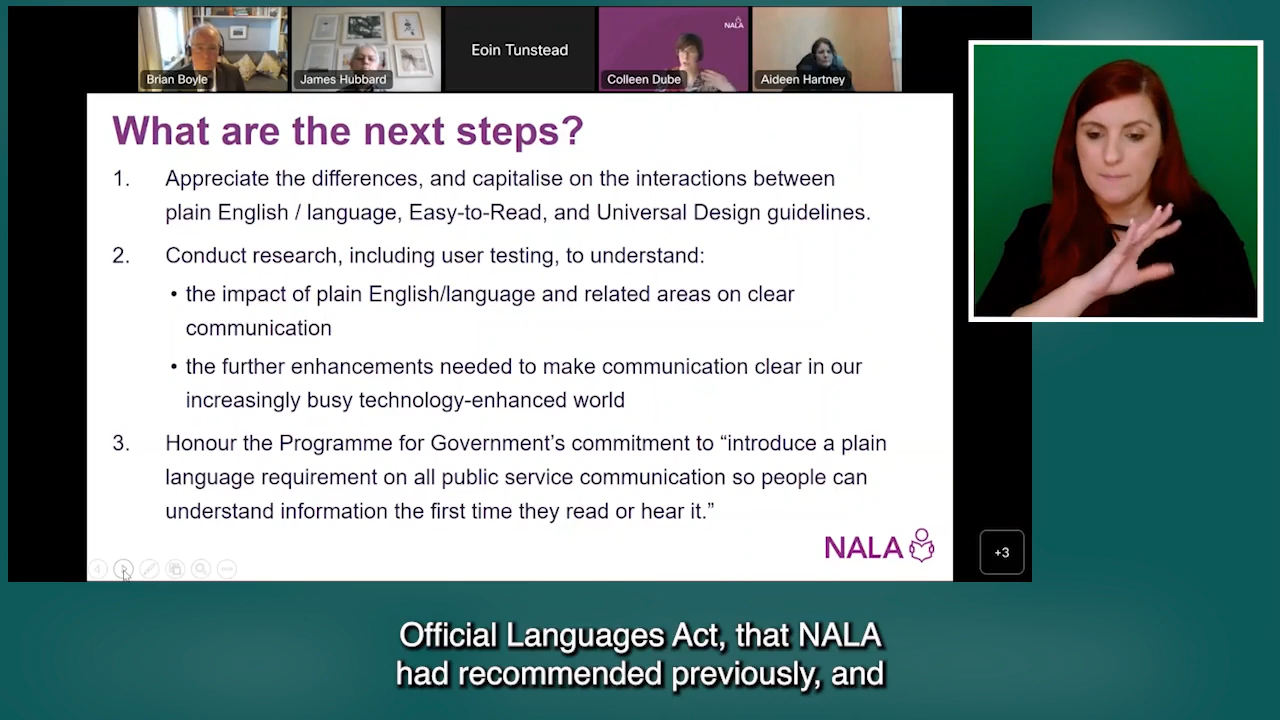 NALA
Eoin Tunstead
Brian Boyle
James Hubbard
Colleen Dube
Aideen Hartney
What are the next steps?
1. Appreciate the differences, and capitalise on the interactions between
plain English / language, Easy-to-Read, and Universal Design guidelines.
2. Conduct research, including user testing, to understand:
• the impact of plain English/language and related areas on clear
communication
• the further enhancements needed to make communication clear in our
increasingly busy technology-enhanced world
3. Honour the Programme for Government’s commitment to “introduce a plain
language requirement on all public service communication so people can
understand information the first time they read or hear it.”
NALA
+3
Official Languages Act, that NALA
had recommended previously, and